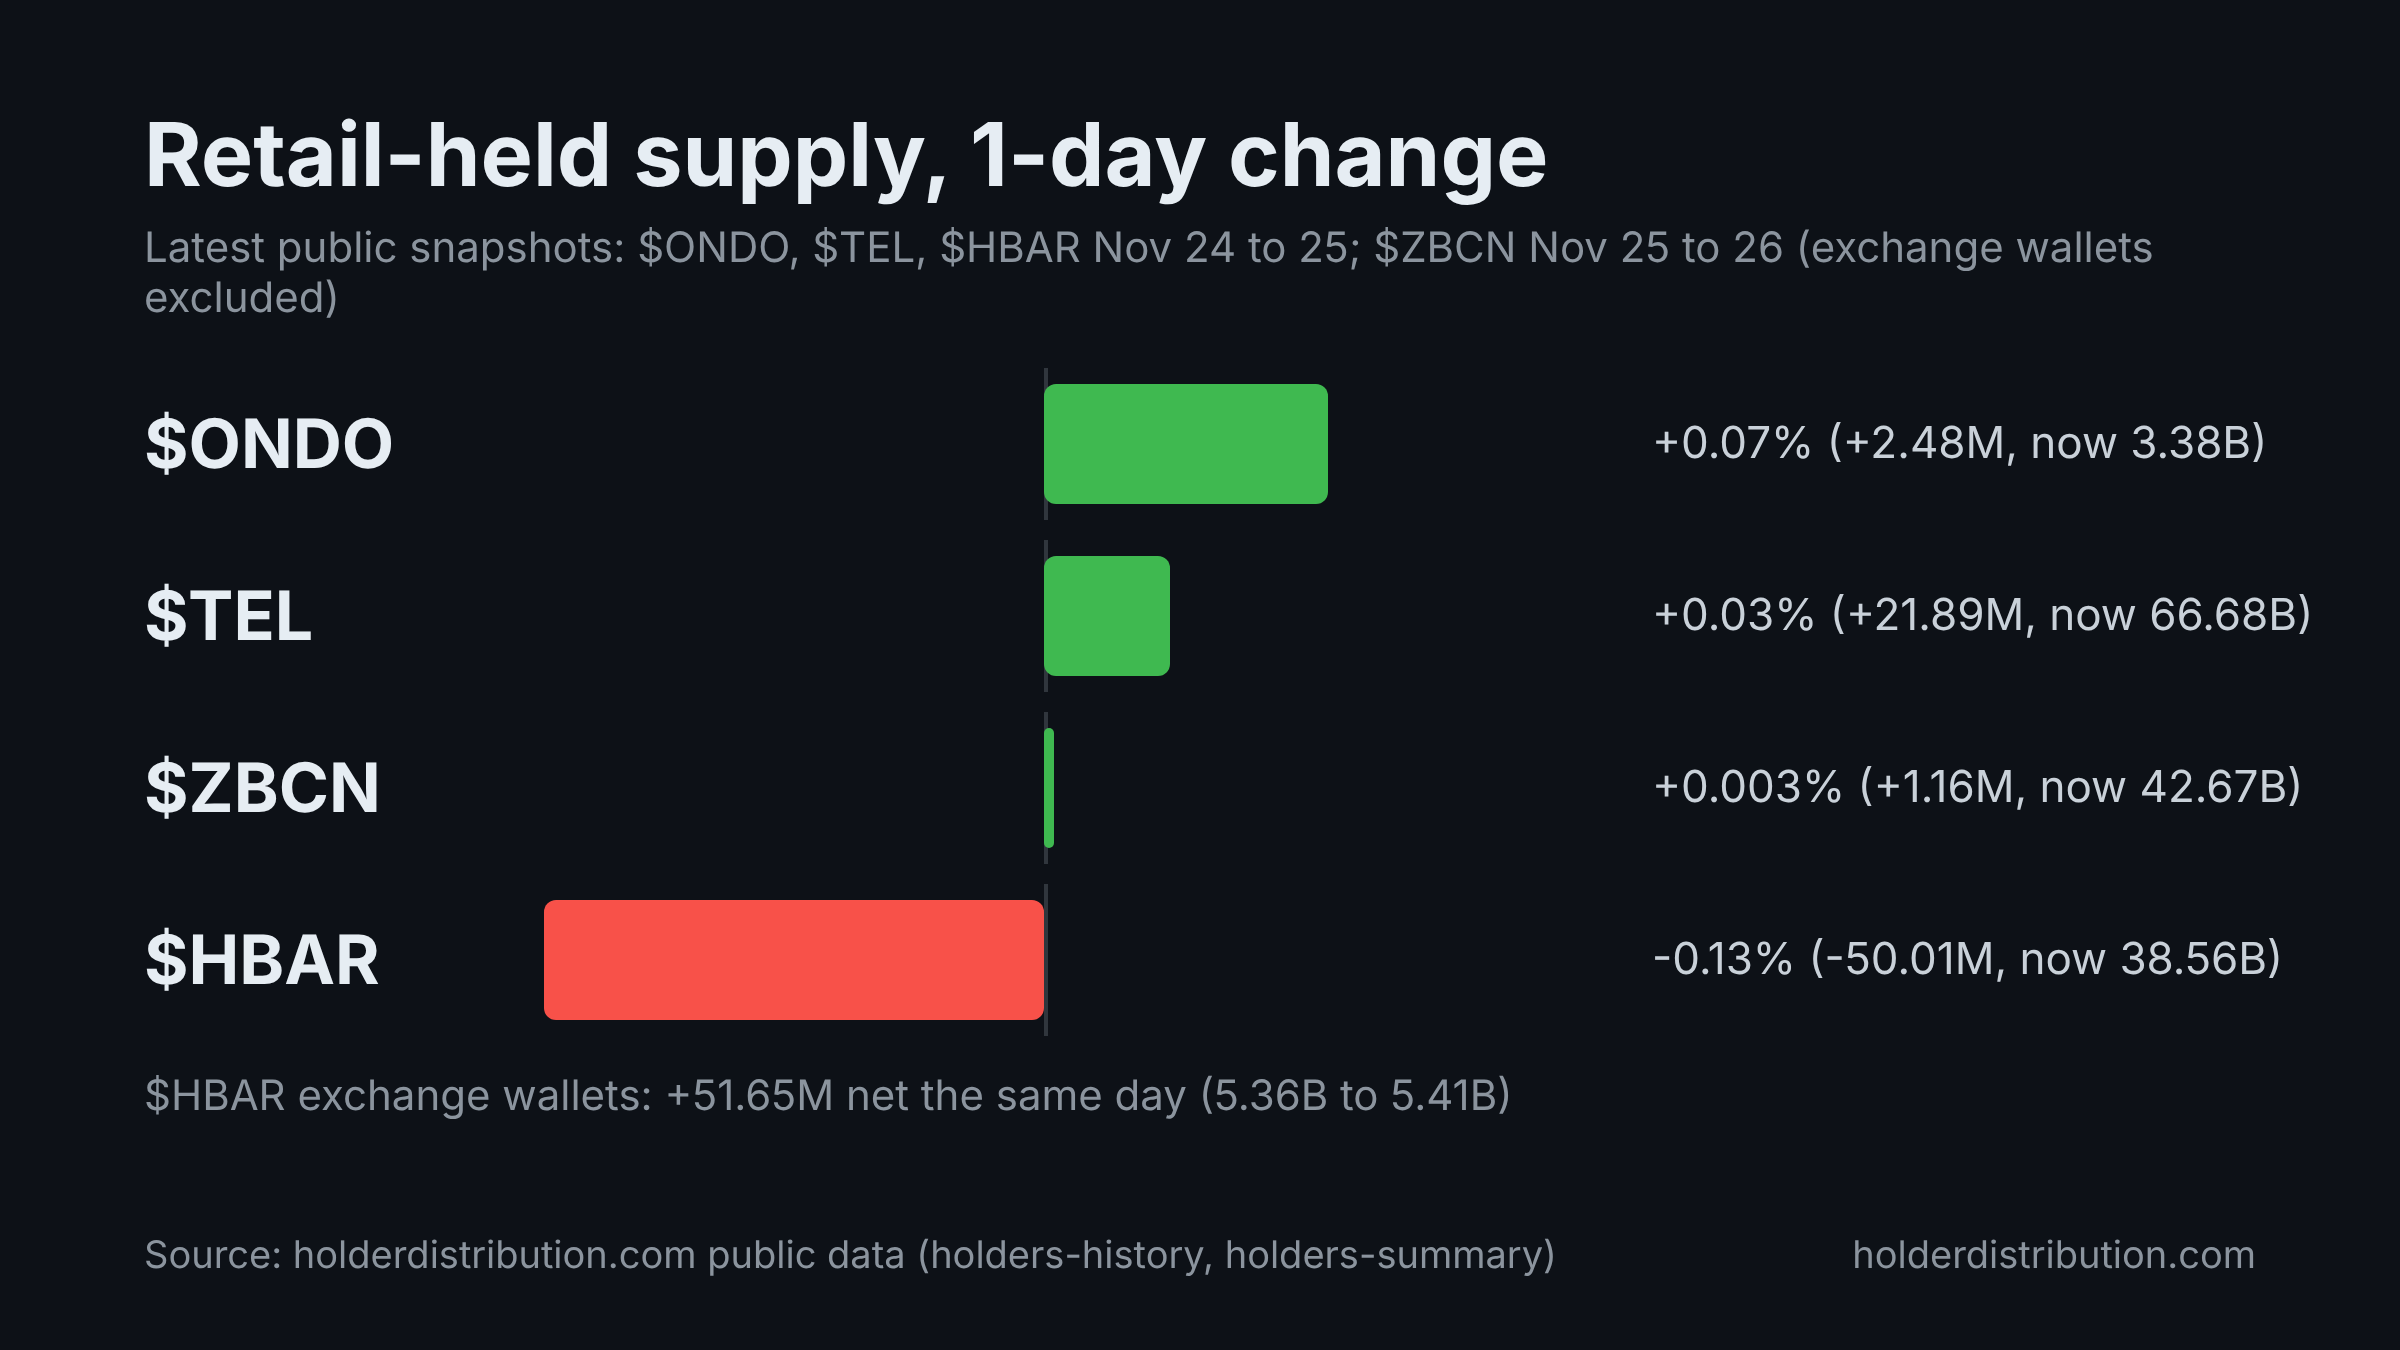 Retail-held supply, 1-day change
Latest public snapshots: $ONDO, $TEL, $HBAR Nov 24 to 25; $ZBCN Nov 25 to 26 (exchange wallets
excluded)
$ONDO +0.07% (+2.48M, now 3.38B)
$TEL +0.03% (+21.89M, now 66.68B)
$ZBCN +0.003% (+1.16M, now 42.67B)
$HBAR -0.13% (-50.01M, now 38.56B)
$HBAR exchange wallets: +51.65M net the same day (5.36B to 5.41B)
Source: holderdistribution.com public data (holders-history, holders-summary) holderdistribution.com